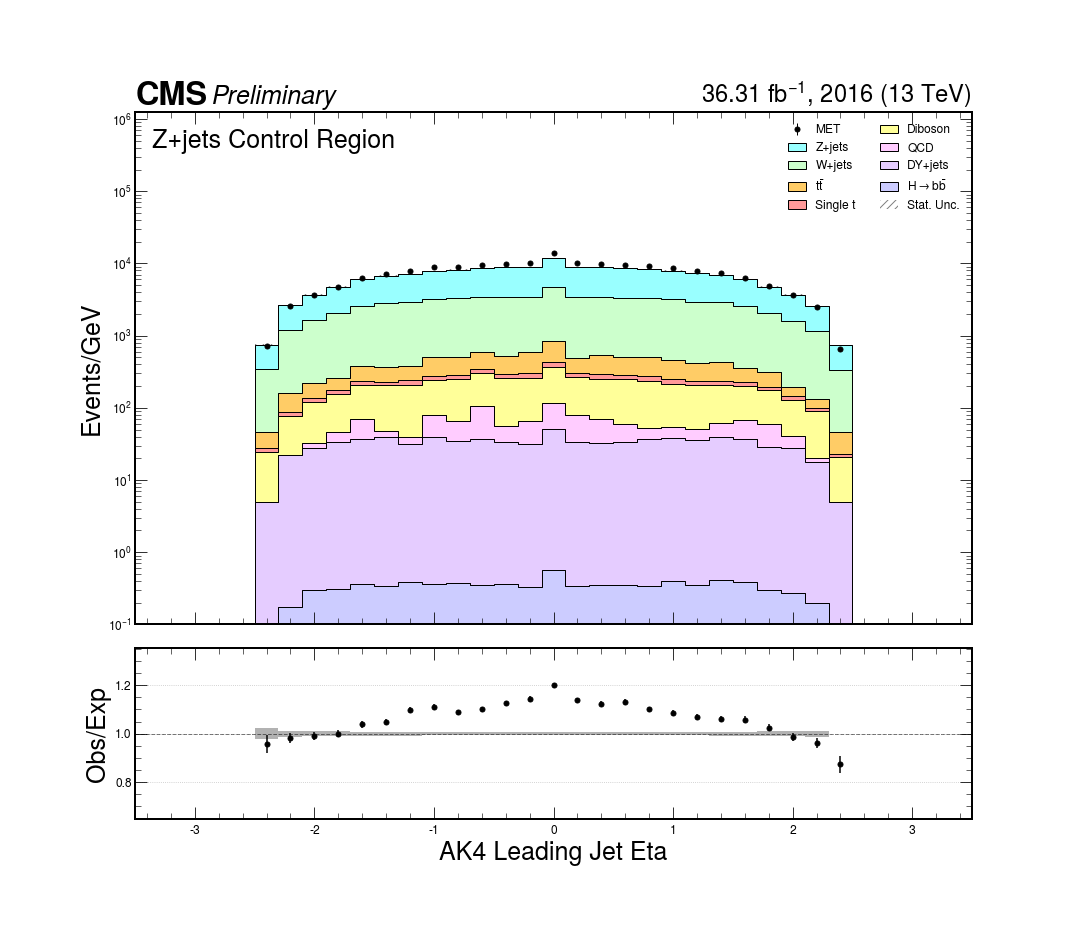 CMS Preliminary
36.31 fb⁻¹, 2016 (13 TeV)
Z+jets Control Region
MET
Z+jets
W+jets
tt̄
Single t
Diboson
QCD
DY+jets
H→bb̄
Stat. Unc.
Events/GeV
10⁶
10⁵
10⁴
10³
10²
10¹
10⁰
10⁻¹
Obs/Exp
1.2
1.0
0.8
-3 -2 -1 0 1 2 3
AK4 Leading Jet Eta